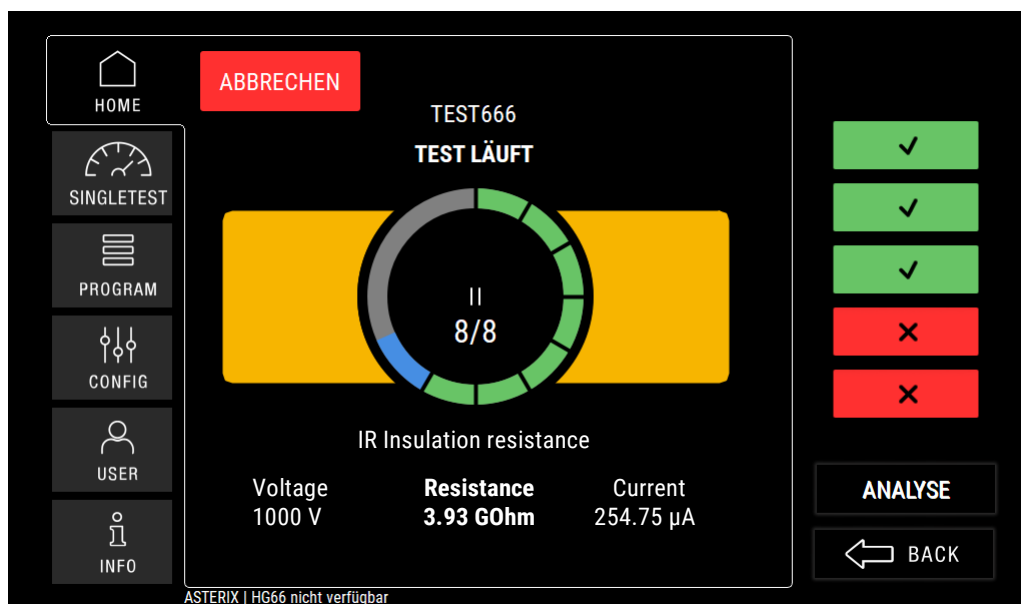 HOME
SINGLETEST
PROGRAM
CONFIG
USER
INFO
ABBRECHEN
TEST666
TEST LÄUFT
8/8
IR Insulation resistance
Voltage Resistance Current
1000 V 3.93 GOhm 254.75 µA
ANALYSE
BACK
ASTERIX | HG66 nicht verfügbar